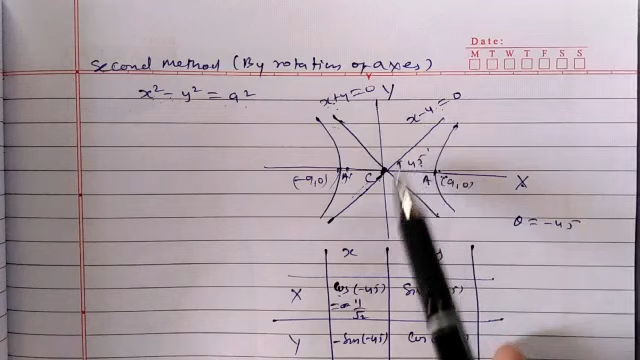 Date:
M T W T F S S
Second method (By rotation of axes)
x² - y² = a²
x+y=0 Y x-y=0
45°
(-a,0) A' C A (a,0) X
θ = -45
x
X cos(-45)
= 1/√2
Y -Sin(-45) Cos